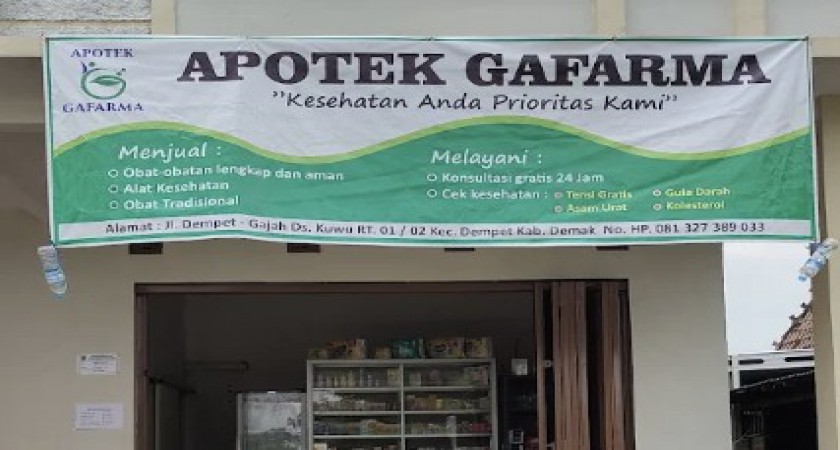 APOTEK
GAFARMA
APOTEK GAFARMA
"Kesehatan Anda Prioritas Kami"
Menjual :
Obat-obatan lengkap dan aman
Alat Kesehatan
Obat Tradisional
Melayani :
Konsultasi gratis 24 Jam
Cek kesehatan : Tensi Gratis Gula Darah
Asam Urat Kolesterol
Alamat : Jl. Dempet - Gajah Ds. Kuwu RT. 01 / 02 Kec. Dempet Kab. Demak No. HP. 081 327 389 033